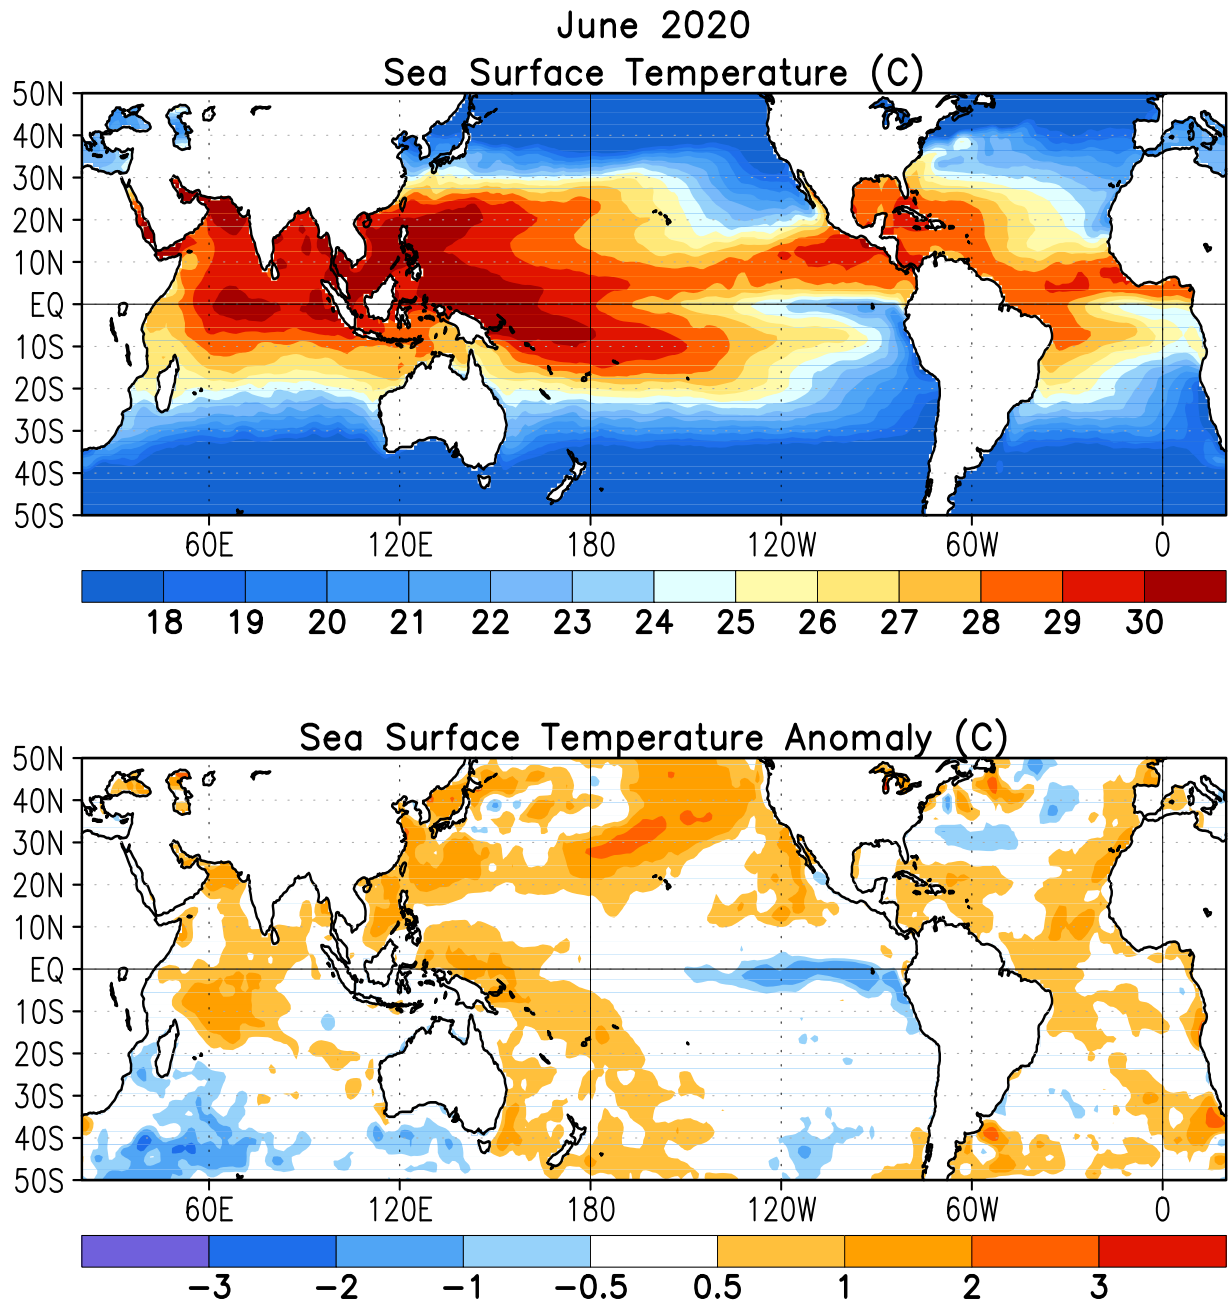 June 2020
Sea Surface Temperature (C)
50N
40N
30N
20N
10N
EQ
10S
20S
30S
40S
50S
60E 120E 180 120W 60W 0
18 19 20 21 22 23 24 25 26 27 28 29 30
Sea Surface Temperature Anomaly (C)
50N
40N
30N
20N
10N
EQ
10S
20S
30S
40S
50S
60E 120E 180 120W 60W 0
−3 −2 −1 −0.5 0.5 1 2 3